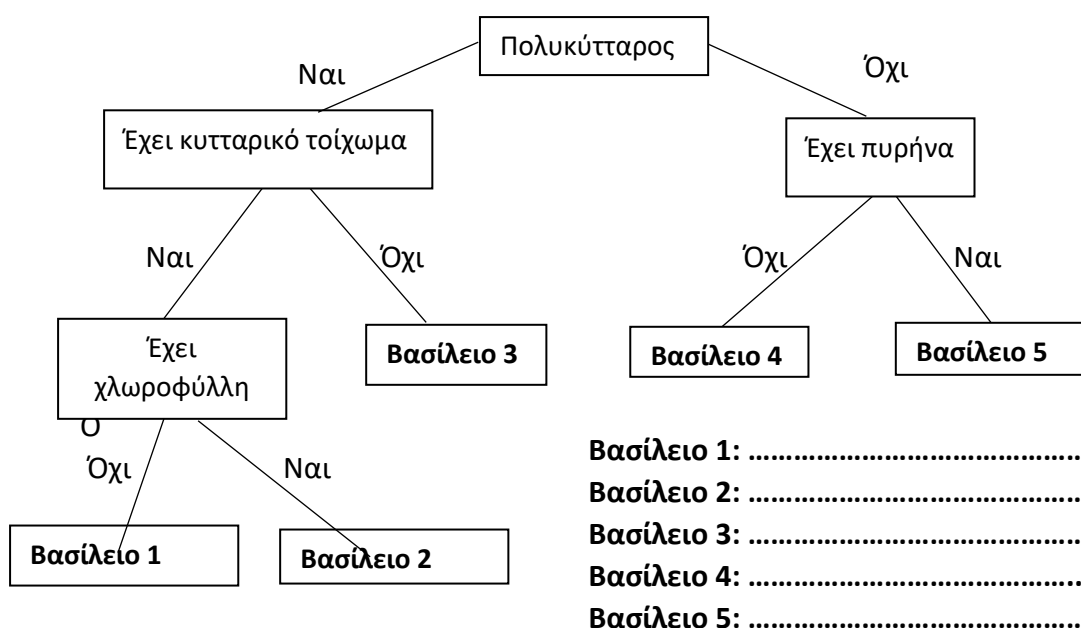 Πολυκύτταρος
Ναι
Όχι
Έχει κυτταρικό τοίχωμα
Έχει πυρήνα
Ναι
Όχι
Όχι
Ναι
Έχει
χλωροφύλλη
Βασίλειο 3
Βασίλειο 4
Βασίλειο 5
Ο
Όχι
Ναι
Βασίλειο 1
Βασίλειο 2
Βασίλειο 1: ……………………………………..
Βασίλειο 2: ……………………………………..
Βασίλειο 3: ……………………………………..
Βασίλειο 4: ……………………………………..
Βασίλειο 5: ……………………………………..